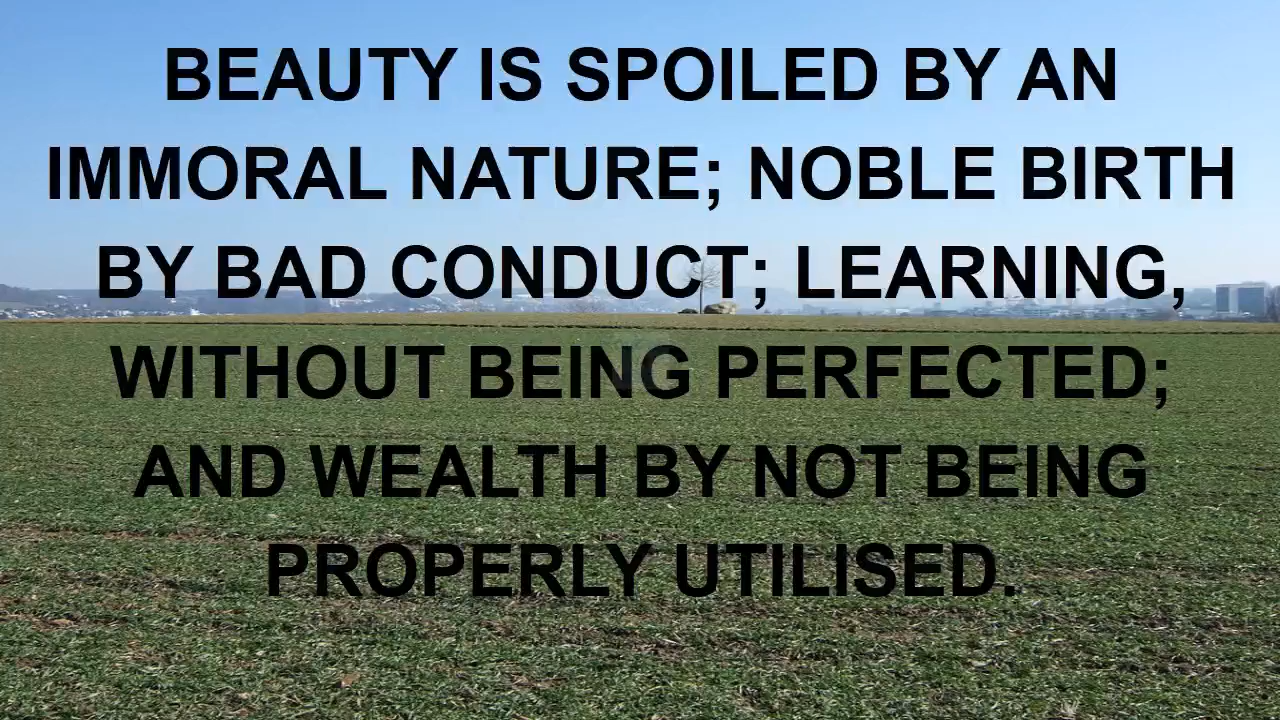 BEAUTY IS SPOILED BY AN
IMMORAL NATURE; NOBLE BIRTH
BY BAD CONDUCT; LEARNING,
WITHOUT BEING PERFECTED;
AND WEALTH BY NOT BEING
PROPERLY UTILISED.